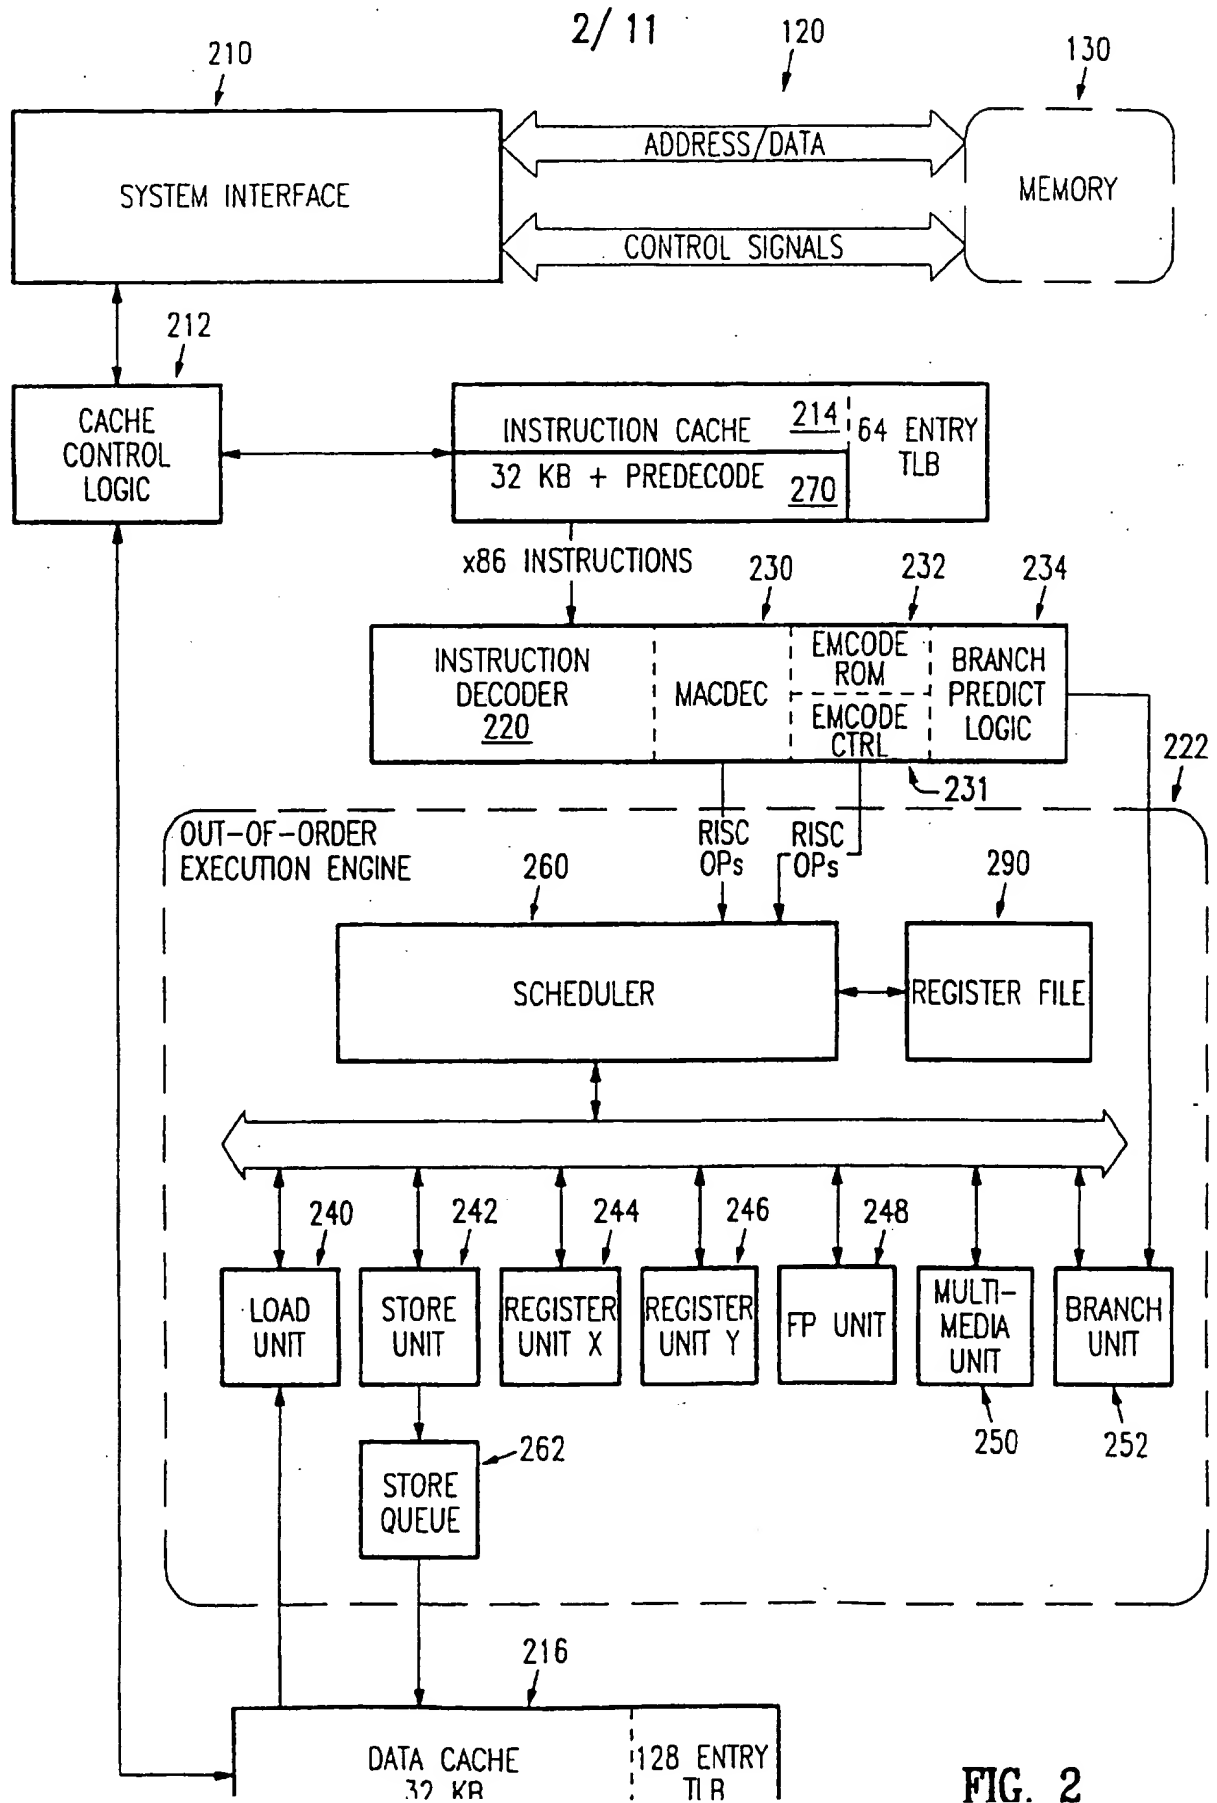 2/11
210
120
130
ADDRESS/DATA
SYSTEM INTERFACE
MEMORY
CONTROL SIGNALS
212
CACHE
CONTROL
LOGIC
INSTRUCTION CACHE
214
32 KB + PREDECODE
270
64 ENTRY
TLB
x86 INSTRUCTIONS
230
232
234
INSTRUCTION
DECODER
220
MACDEC
EMCODE
ROM
EMCODE
CTRL
BRANCH
PREDICT
LOGIC
231
222
OUT-OF-ORDER
EXECUTION ENGINE
RISC
OPs
RISC
OPs
260
290
SCHEDULER
REGISTER FILE
240
242
244
246
248
LOAD
UNIT
STORE
UNIT
REGISTER
UNIT X
REGISTER
UNIT Y
FP UNIT
MULTI-
MEDIA
UNIT
BRANCH
UNIT
250
252
262
STORE
QUEUE
216
DATA CACHE
32 KB
128 ENTRY
TLB
FIG. 2